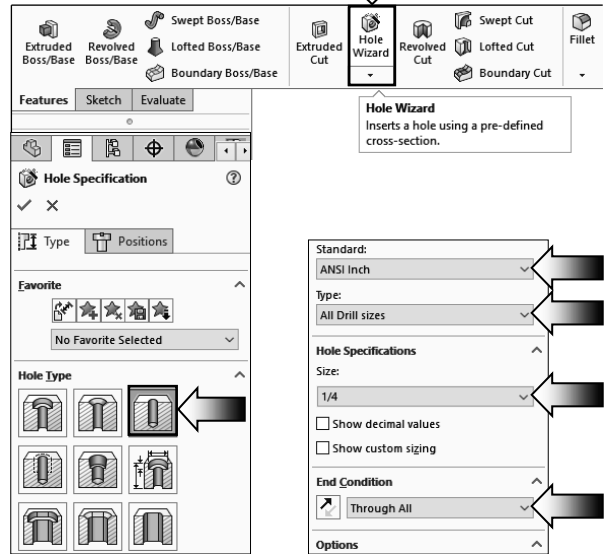 Extruded
Boss/Base
Revolved
Boss/Base
Swept Boss/Base
Lofted Boss/Base
Boundary Boss/Base
Extruded
Cut
Hole
Wizard
Revolved
Cut
Swept Cut
Lofted Cut
Boundary Cut
Fillet
Features
Sketch
Evaluate
Hole Wizard
Inserts a hole using a pre-defined
cross-section.
Hole Specification
Type
Positions
Favorite
No Favorite Selected
Hole Type
Standard:
ANSI Inch
Type:
All Drill sizes
Hole Specifications
Size:
1/4
Show decimal values
Show custom sizing
End Condition
Through All
Options